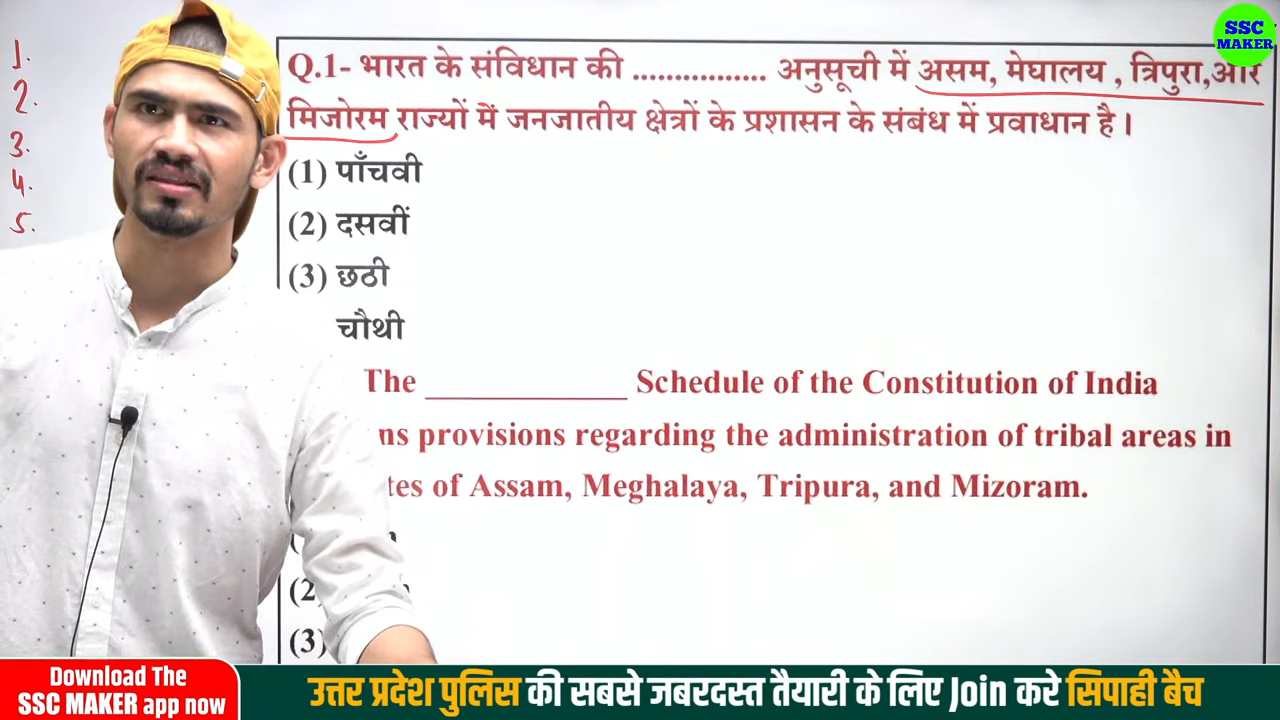 SSC
MAKER
1.
2.
3.
4.
5.
Q.1- भारत के संविधान की ................ अनुसूची में असम, मेघालय , त्रिपुरा,और
मिजोरम राज्यों में जनजातीय क्षेत्रों के प्रशासन के संबंध में प्रवाधान है।
(1) पाँचवी
(2) दसवीं
(3) छठी
चौथी
The ____________ Schedule of the Constitution of India
ns provisions regarding the administration of tribal areas in
tes of Assam, Meghalaya, Tripura, and Mizoram.
(2)
(3)
Download The
SSC MAKER app now
उत्तर प्रदेश पुलिस की सबसे जबरदस्त तैयारी के लिए Join करे सिपाही बैच